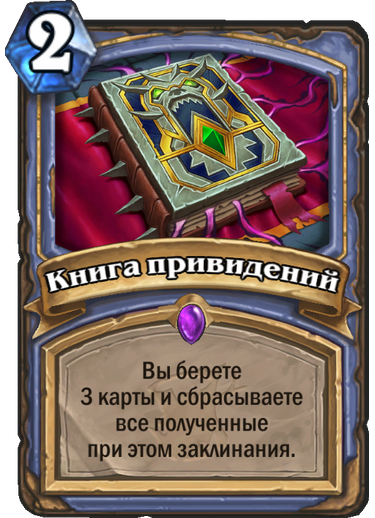 2
Книга привидений
Вы берете
3 карты и сбрасываете
все полученные
при этом заклинания.